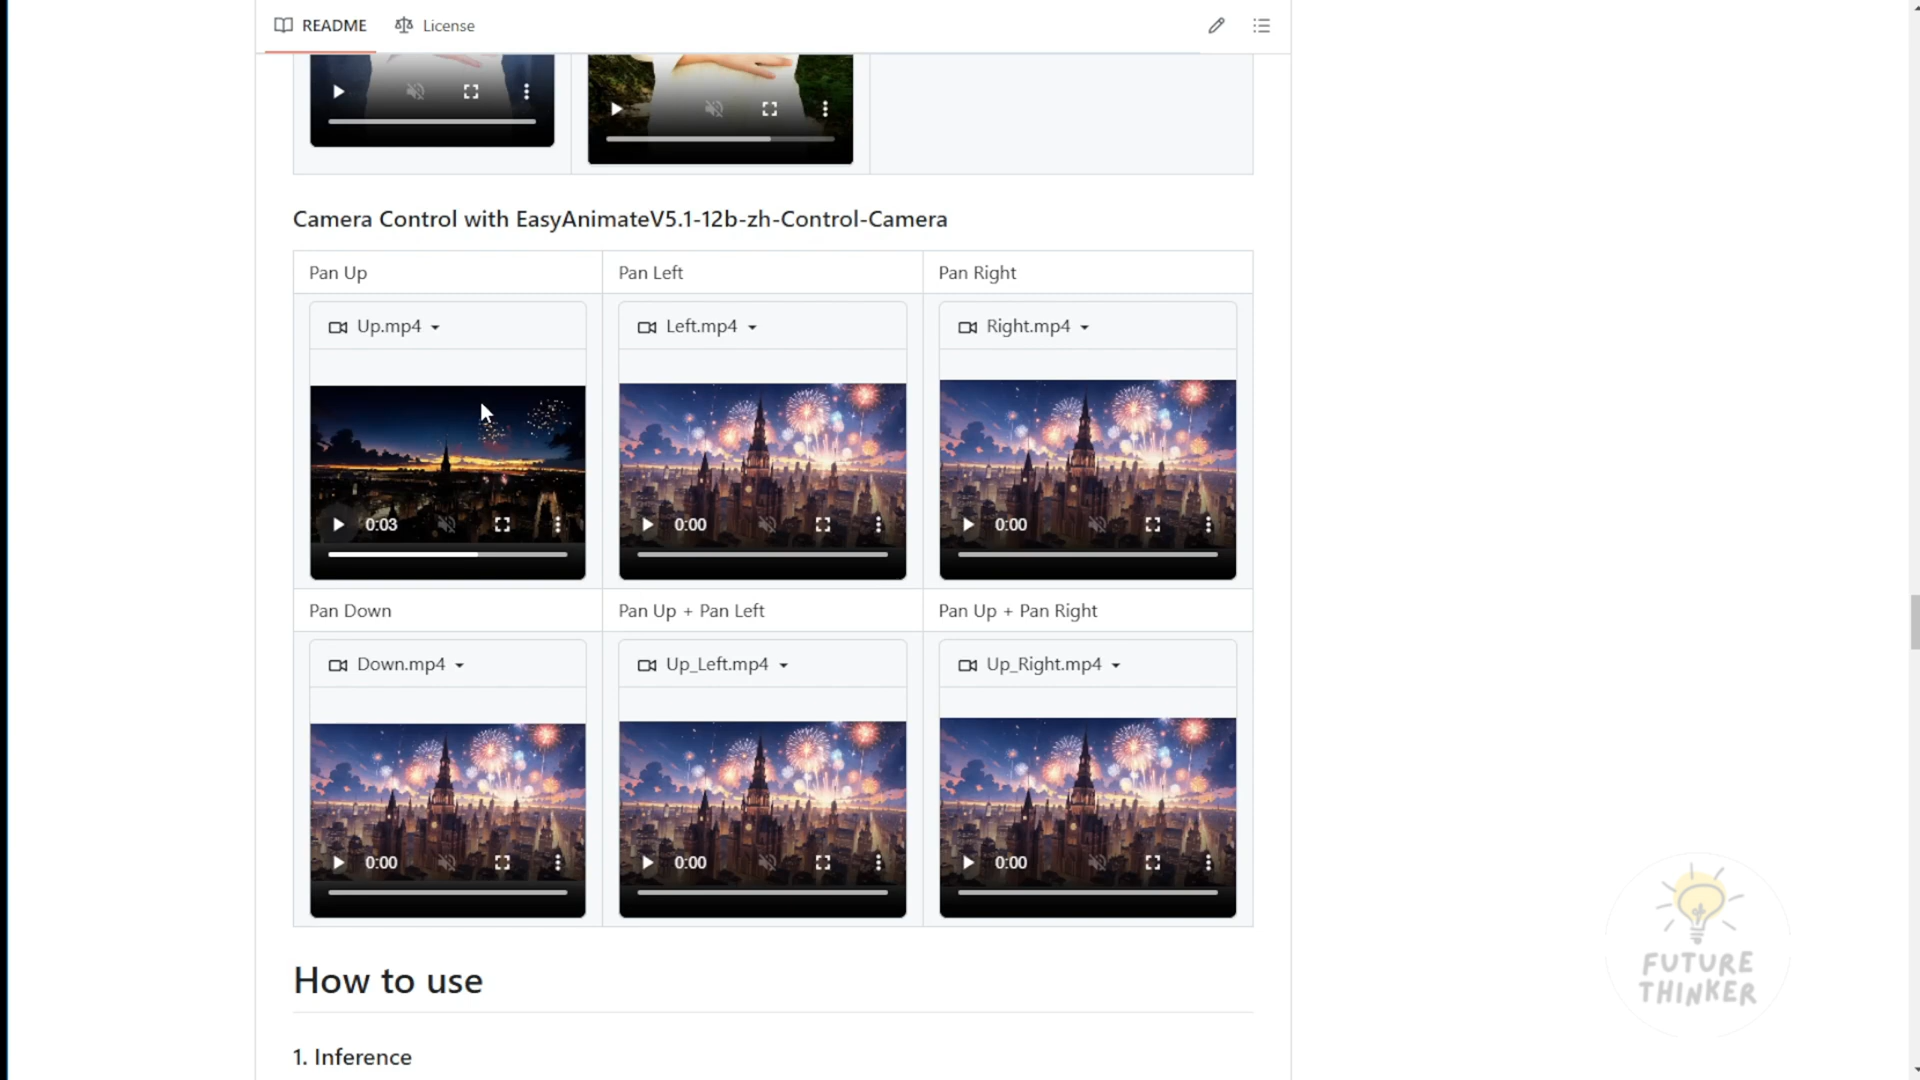 README License
Camera Control with EasyAnimateV5.1-12b-zh-Control-Camera
Pan Up Pan Left Pan Right
Up.mp4 Left.mp4 Right.mp4
0:03 0:00 0:00
Pan Down Pan Up + Pan Left Pan Up + Pan Right
Down.mp4 Up_Left.mp4 Up_Right.mp4
0:00 0:00 0:00
How to use
1. Inference
FUTURE
THINKER